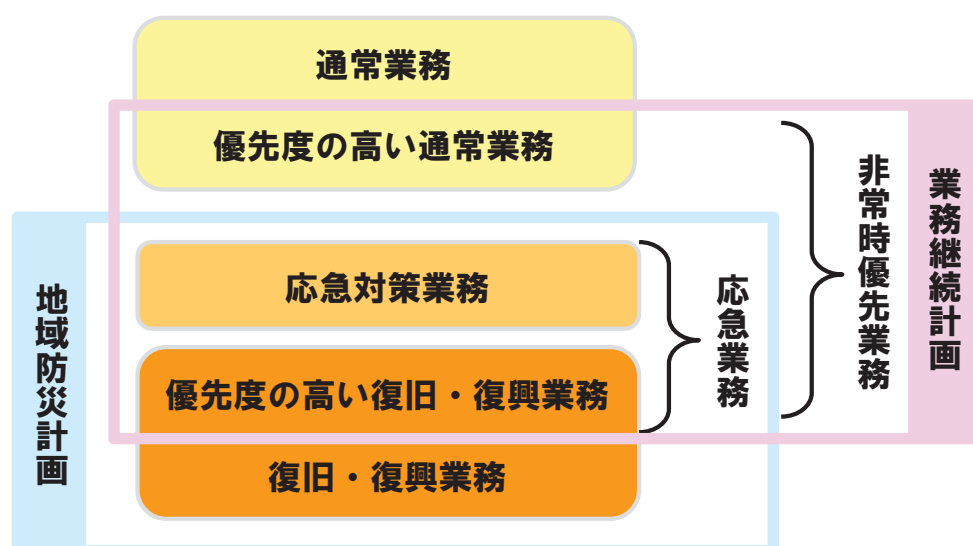 通常業務
優先度の高い通常業務
応急対策業務
優先度の高い復旧・復興業務
復旧・復興業務
地域防災計画
応急業務
非常時優先業務
業務継続計画